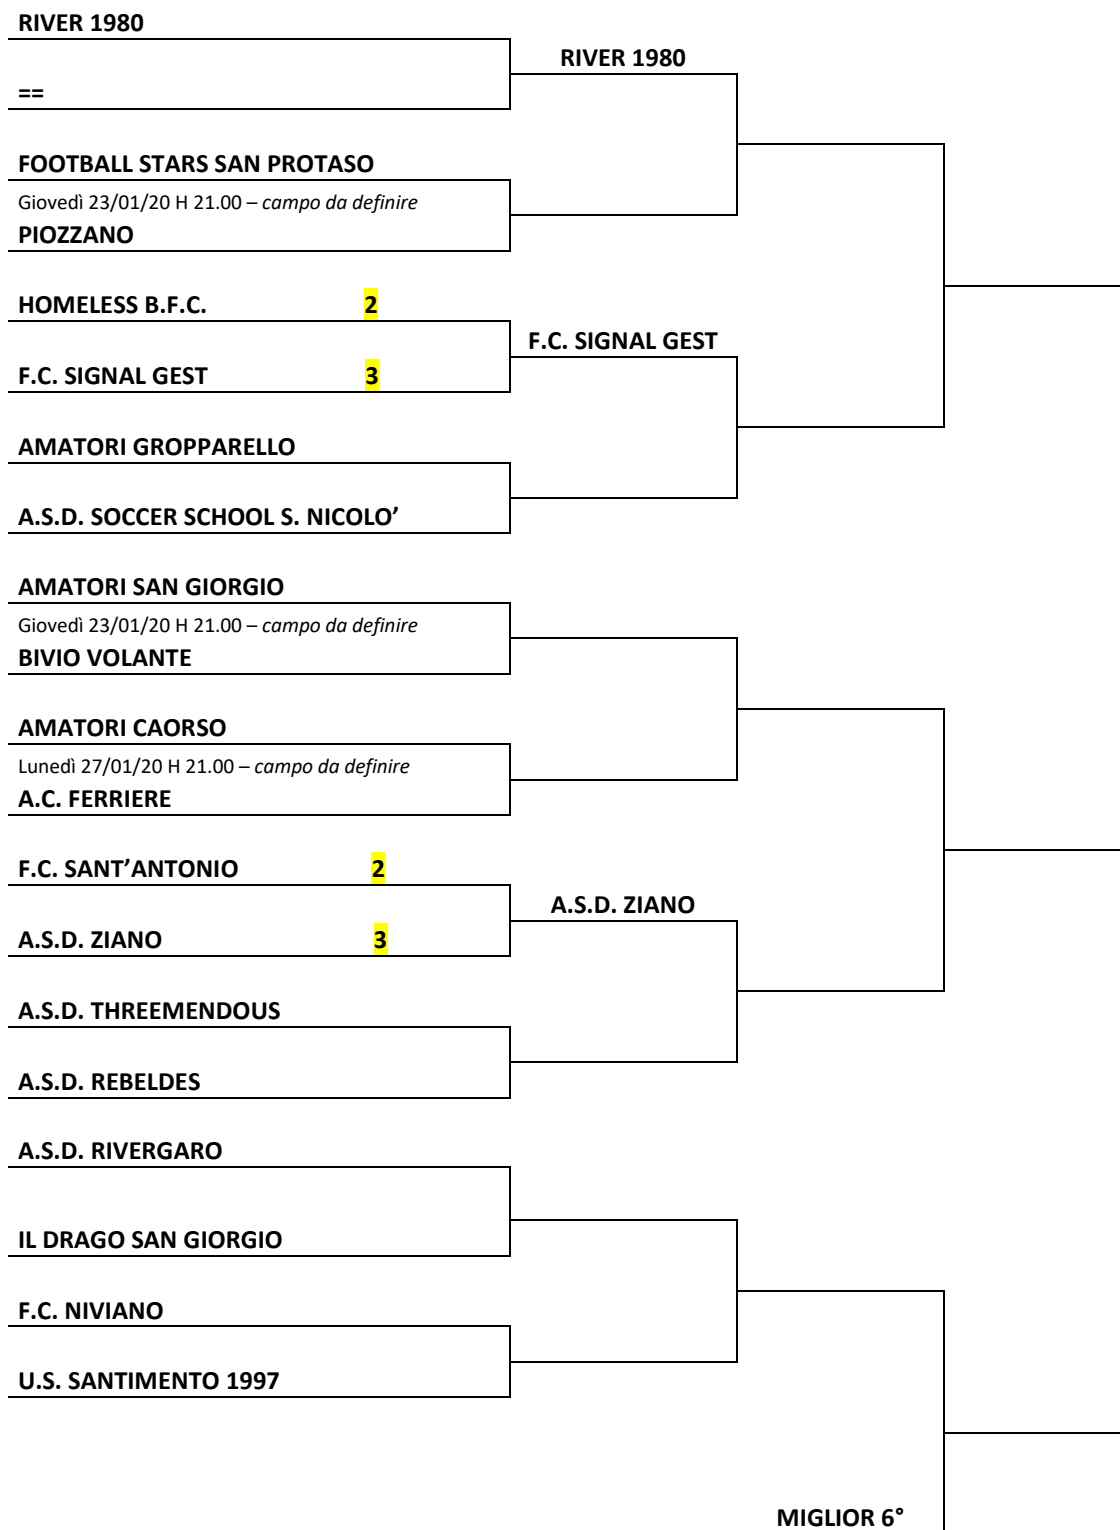 RIVER 1980
RIVER 1980
==
FOOTBALL STARS SAN PROTASO
Giovedì 23/01/20 H 21.00 – campo da definire
PIOZZANO
HOMELESS B.F.C. 2
F.C. SIGNAL GEST
F.C. SIGNAL GEST 3
AMATORI GROPPARELLO
A.S.D. SOCCER SCHOOL S. NICOLO’
AMATORI SAN GIORGIO
Giovedì 23/01/20 H 21.00 – campo da definire
BIVIO VOLANTE
AMATORI CAORSO
Lunedì 27/01/20 H 21.00 – campo da definire
A.C. FERRIERE
F.C. SANT’ANTONIO 2
A.S.D. ZIANO
A.S.D. ZIANO 3
A.S.D. THREEMENDOUS
A.S.D. REBELDES
A.S.D. RIVERGARO
IL DRAGO SAN GIORGIO
F.C. NIVIANO
U.S. SANTIMENTO 1997
MIGLIOR 6°